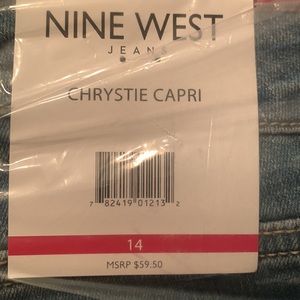 NINE WEST
JEANS
CHRYSTIE CAPRI
7 82419 01213 2
14
MSRP $59.50